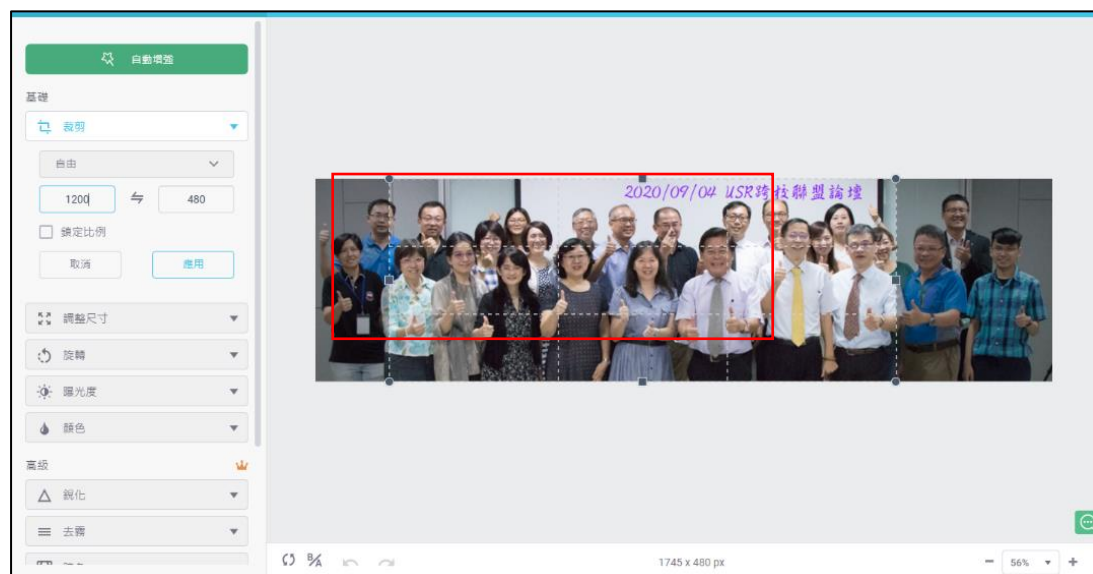 自動增強
基礎
裁剪
自由
1200
480
鎖定比例
取消
應用
調整尺寸
旋轉
曝光度
顏色
高級
銳化
去霧
2020/09/04 USR跨校聯盟論壇
B/A
1745 x 480 px
56%